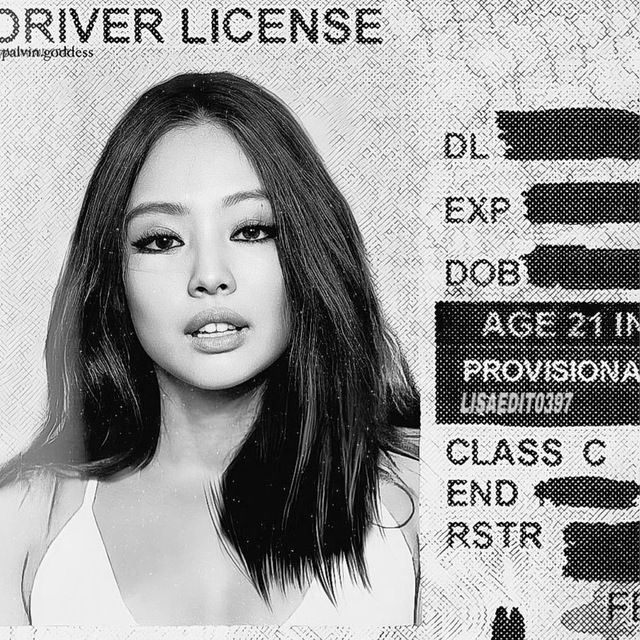 DRIVER LICENSE
palvin.goddess
DL
EXP
DOB
AGE 21 IN
PROVISIONA
LISAEDIT0397
CLASS C
END
RSTR